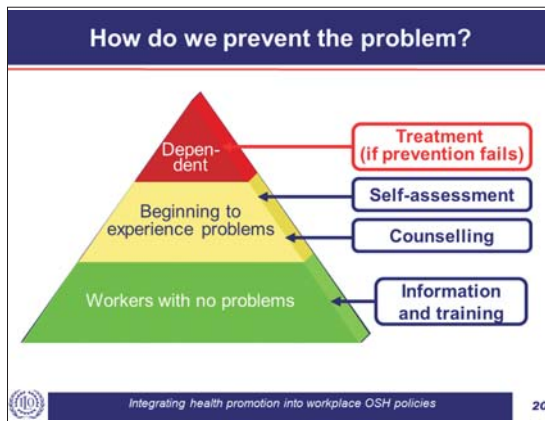 How do we prevent the problem?
Depen-
dent
Treatment
(if prevention fails)
Self-assessment
Beginning to
experience problems
Counselling
Workers with no problems
Information
and training
Integrating health promotion into workplace OSH policies
20